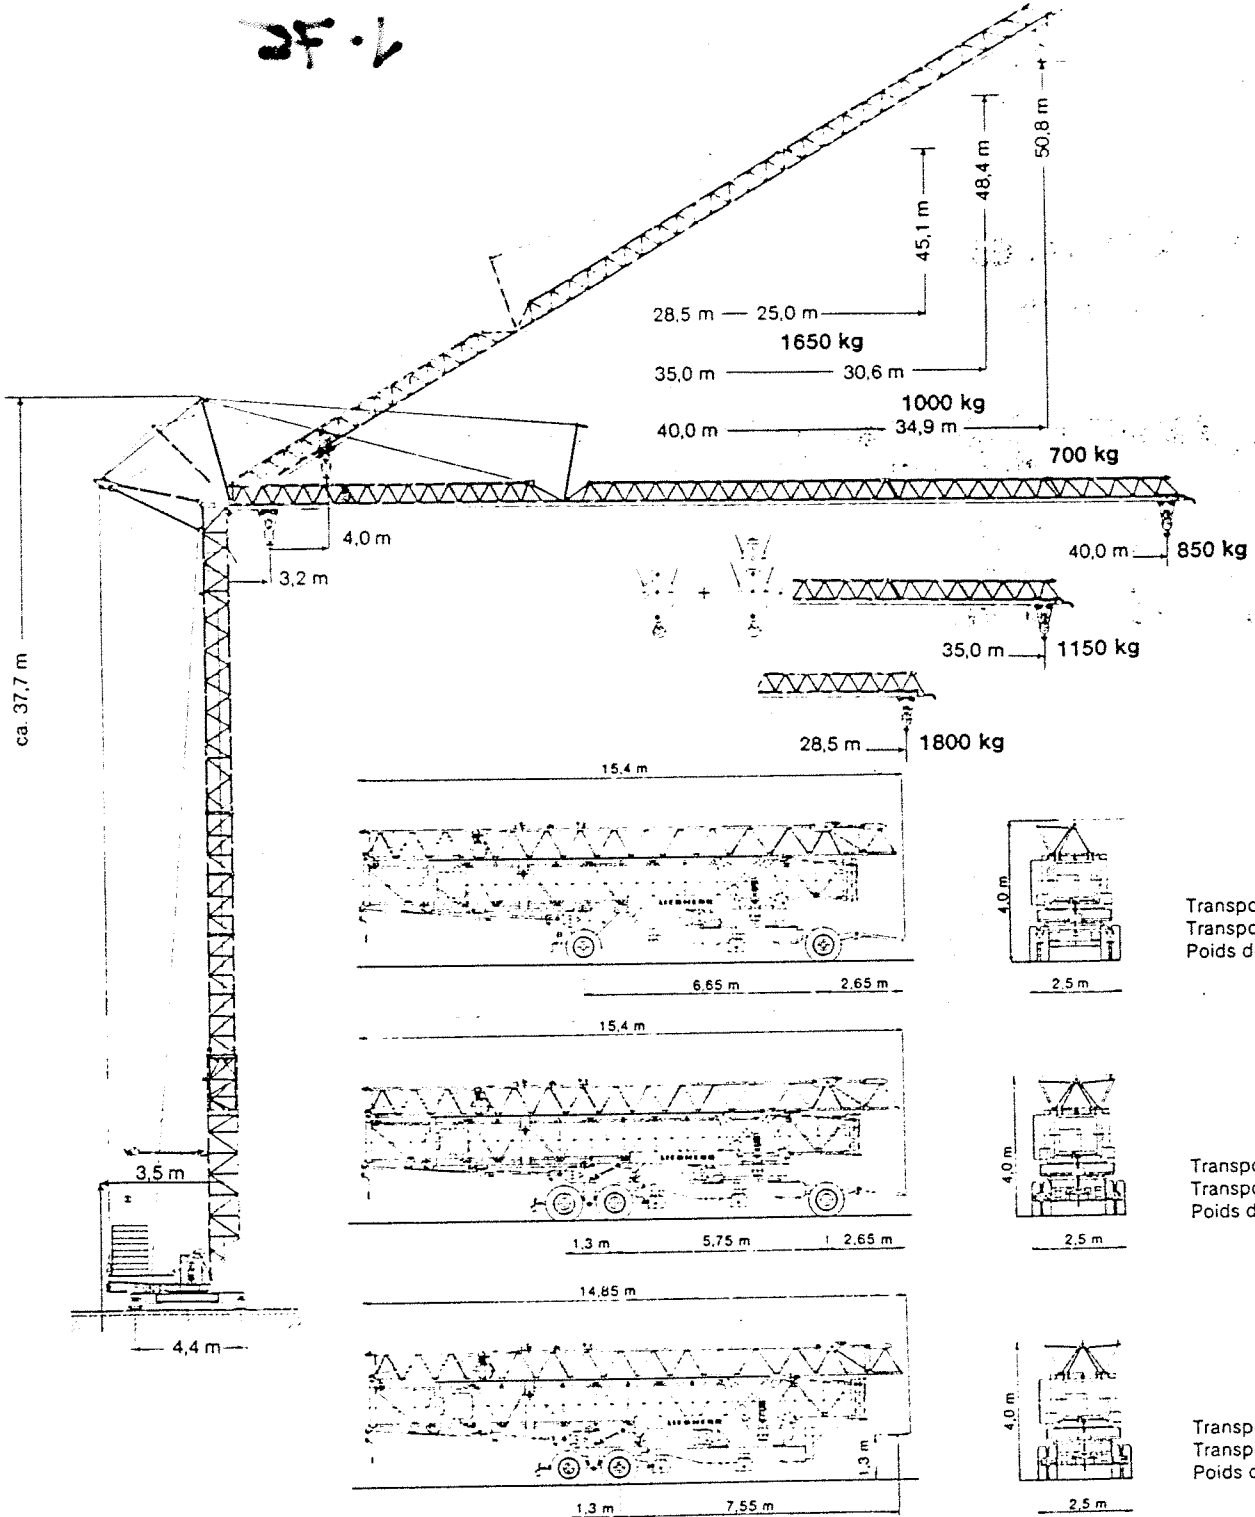 50,8 m
48,4 m
45,1 m
28,5 m 25,0 m
1650 kg
35,0 m 30,6 m
1000 kg
40,0 m 34,9 m
700 kg
4,0 m
40,0 m 850 kg
3,2 m
+
35,0 m 1150 kg
ca. 37,7 m
28,5 m 1800 kg
15,4 m
LIEBHERR
4,0 m
Transpo
Transpo
Poids d
6,65 m 2,65 m
2,5 m
15,4 m
LIEBHERR
4,0 m
3,5 m
Transpo
Transpo
Poids d
1,3 m 5,75 m 2,65 m
2,5 m
14,85 m
4,4 m
LIEBHERR
1,3 m
4,0 m
Transp
Transp
Poids d
1,3 m 7,55 m
2,5 m